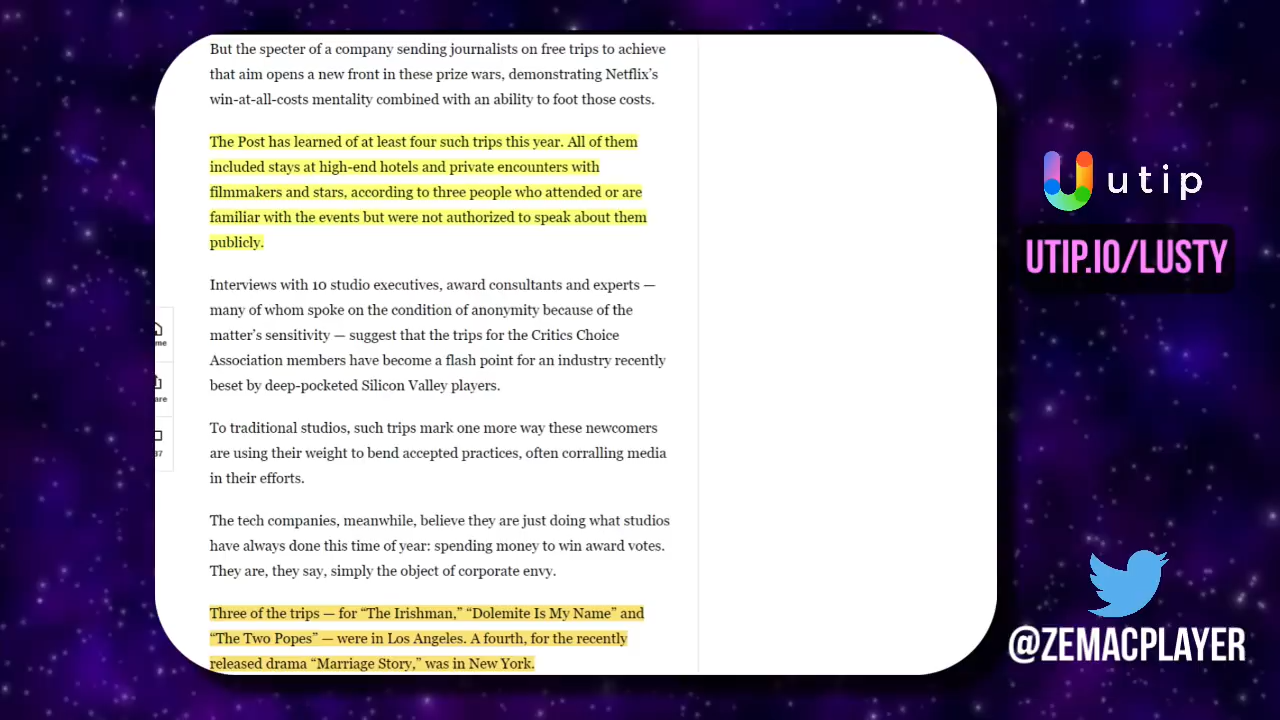 But the specter of a company sending journalists on free trips to achieve
that aim opens a new front in these prize wars, demonstrating Netflix’s
win-at-all-costs mentality combined with an ability to foot those costs.
The Post has learned of at least four such trips this year. All of them
included stays at high-end hotels and private encounters with
filmmakers and stars, according to three people who attended or are
familiar with the events but were not authorized to speak about them
publicly.
Interviews with 10 studio executives, award consultants and experts —
many of whom spoke on the condition of anonymity because of the
matter’s sensitivity — suggest that the trips for the Critics Choice
Association members have become a flash point for an industry recently
beset by deep-pocketed Silicon Valley players.
To traditional studios, such trips mark one more way these newcomers
are using their weight to bend accepted practices, often corralling media
in their efforts.
The tech companies, meanwhile, believe they are just doing what studios
have always done this time of year: spending money to win award votes.
They are, they say, simply the object of corporate envy.
Three of the trips — for “The Irishman,” “Dolemite Is My Name” and
“The Two Popes” — were in Los Angeles. A fourth, for the recently
released drama “Marriage Story,” was in New York.
me
are
37
utip
UTIP.IO/LUSTY
@ZEMACPLAYER